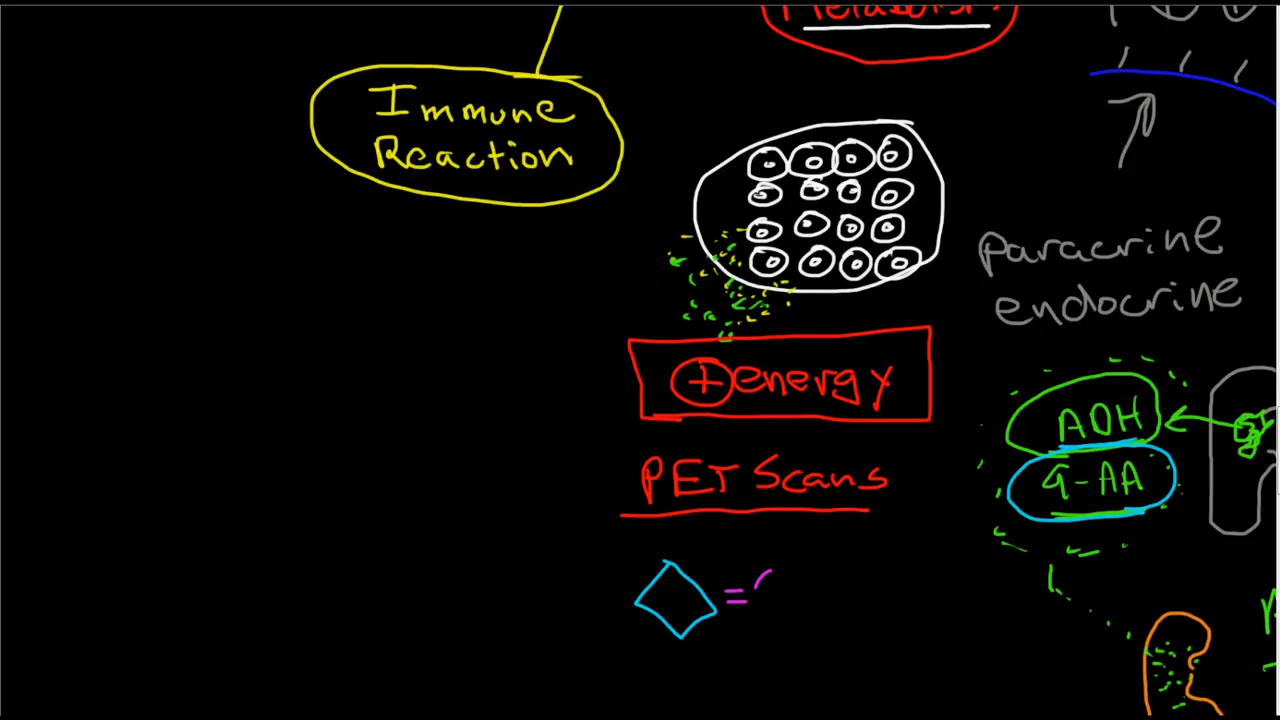 Immune
Reaction
paracrine
endocrine
+energy
ADH
9-AA
PET Scans
=